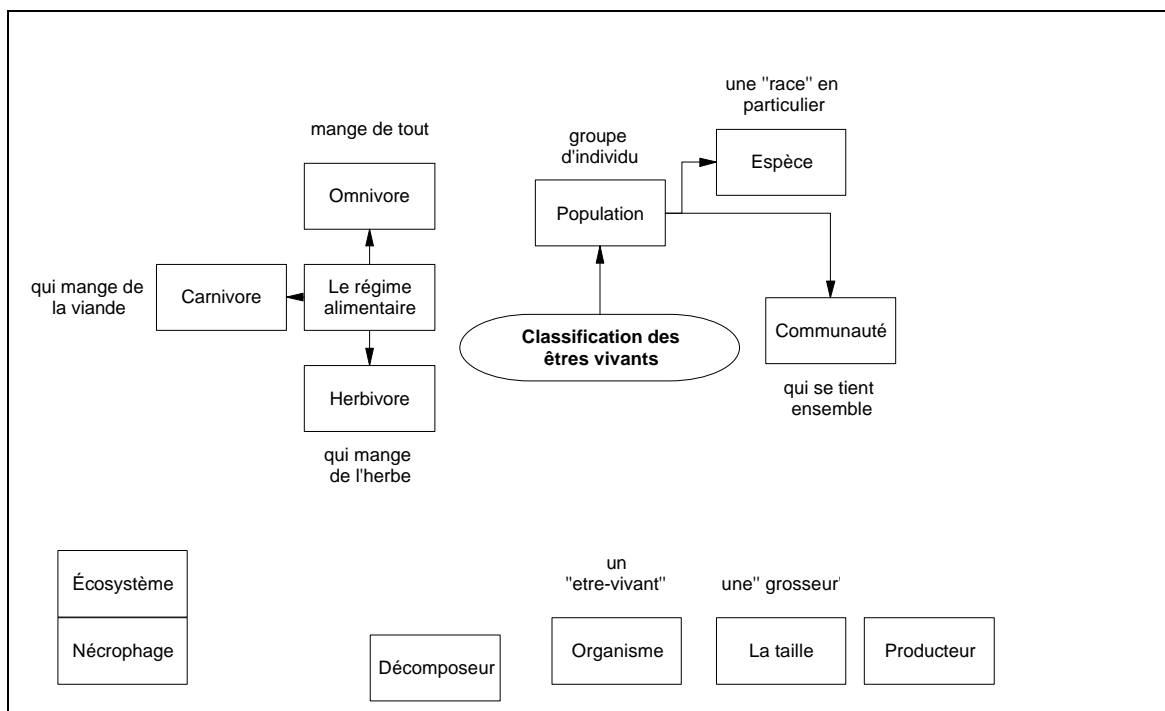 mange de tout
Omnivore
qui mange de
la viande
Carnivore
Le régime
alimentaire
Herbivore
qui mange
de l'herbe
groupe
d'individu
Population
une "race" en
particulier
Espèce
Classification des
êtres vivants
Communauté
qui se tient
ensemble
Écosystème
Nécrophage
Décomposeur
un
"etre-vivant"
Organisme
une" grosseur'
La taille
Producteur